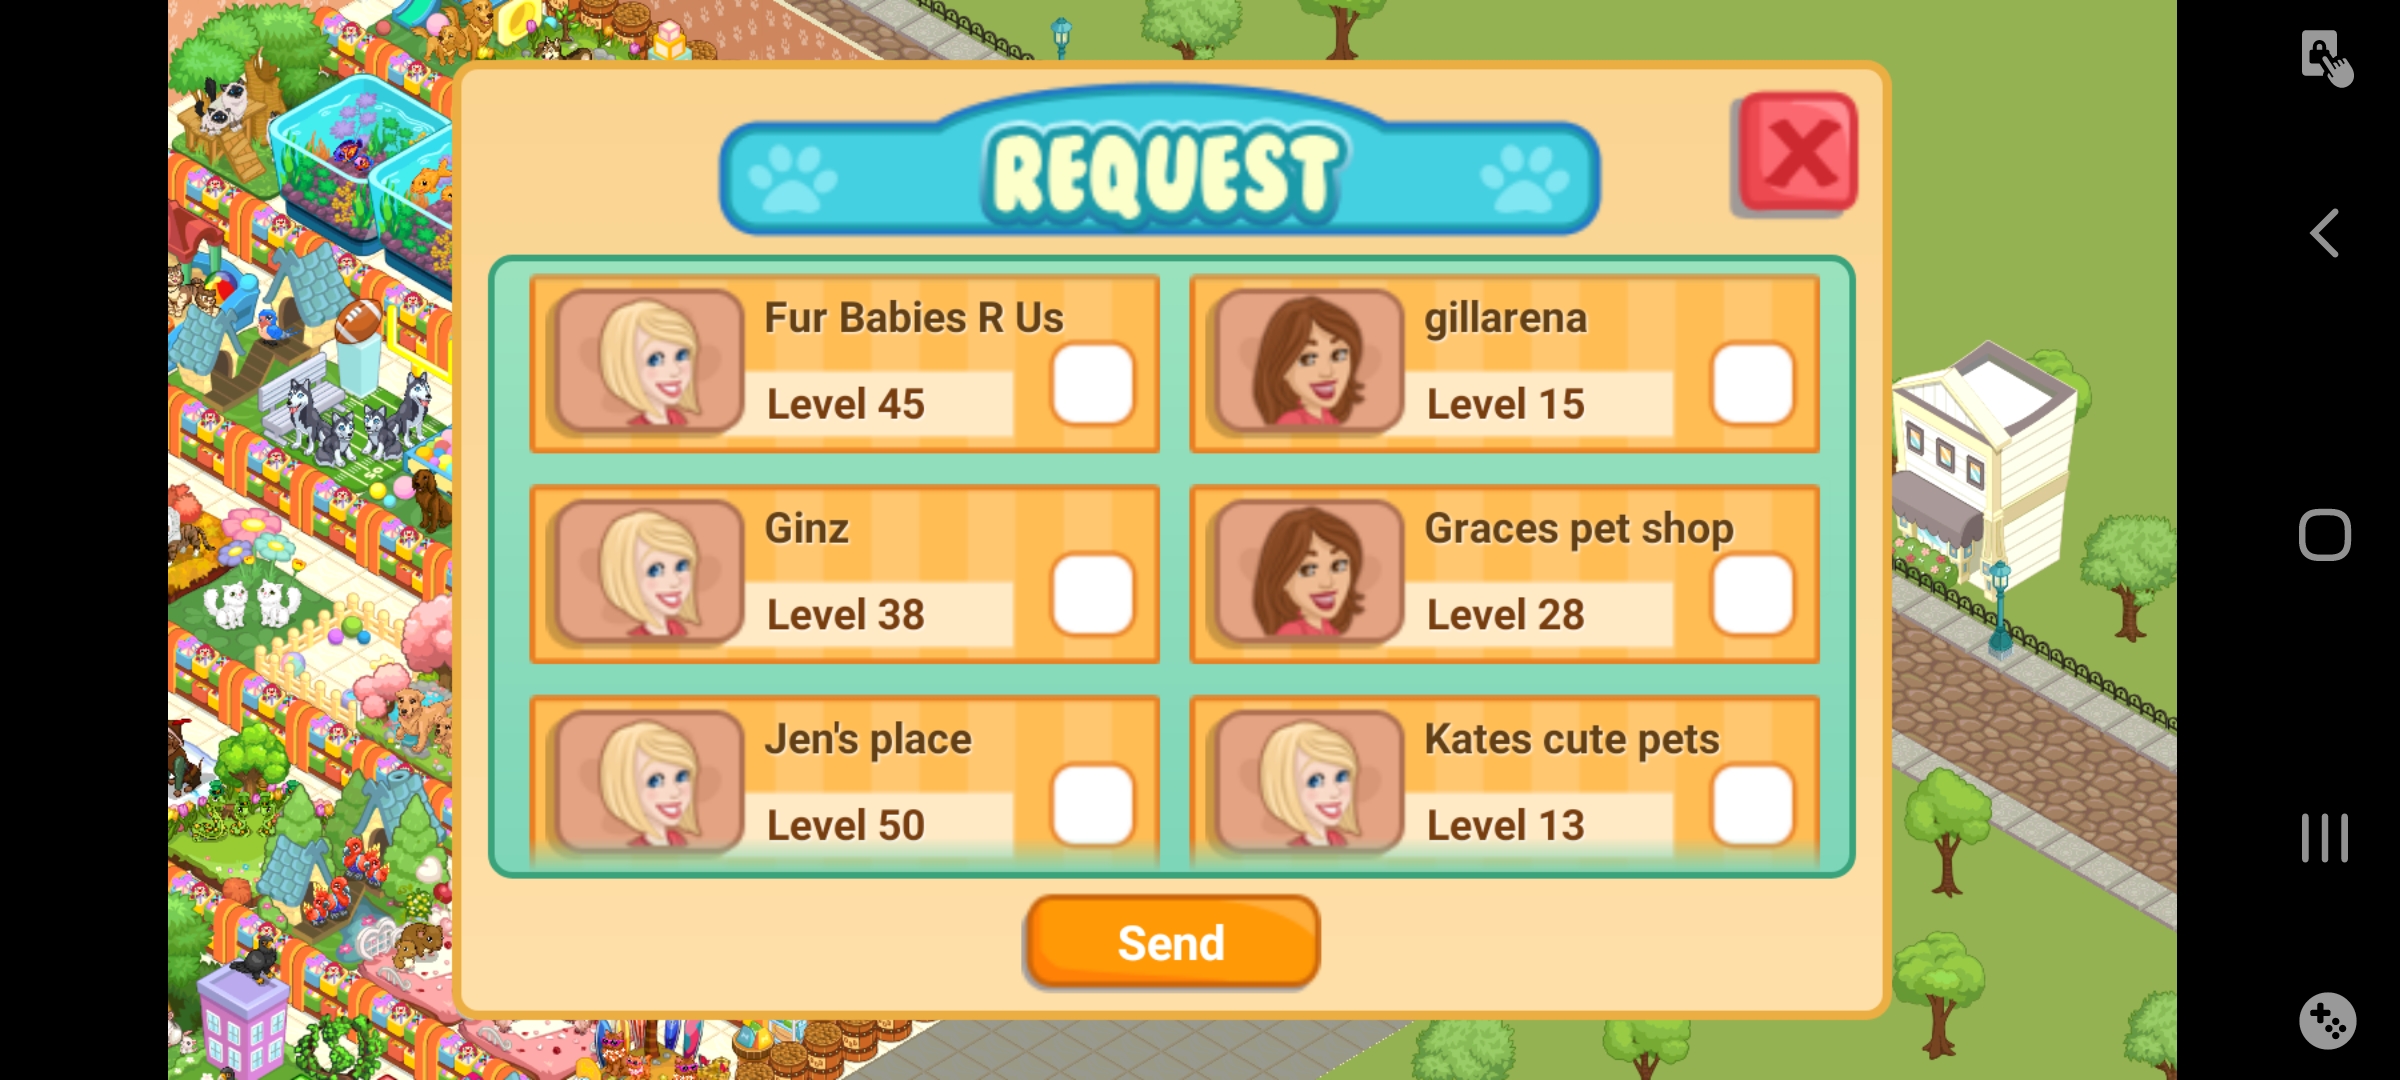 REQUEST
Fur Babies R Us
Level 45
gillarena
Level 15
Ginz
Level 38
Graces pet shop
Level 28
Jen's place
Level 50
Kates cute pets
Level 13
Send
50